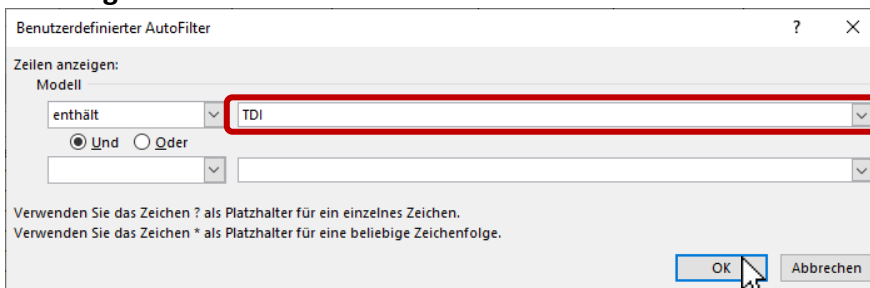 Benutzerdefinierter AutoFilter ? ×
Zeilen anzeigen:
Modell
enthält TDI
Und Oder
Verwenden Sie das Zeichen ? als Platzhalter für ein einzelnes Zeichen.
Verwenden Sie das Zeichen * als Platzhalter für eine beliebige Zeichenfolge.
OK Abbrechen